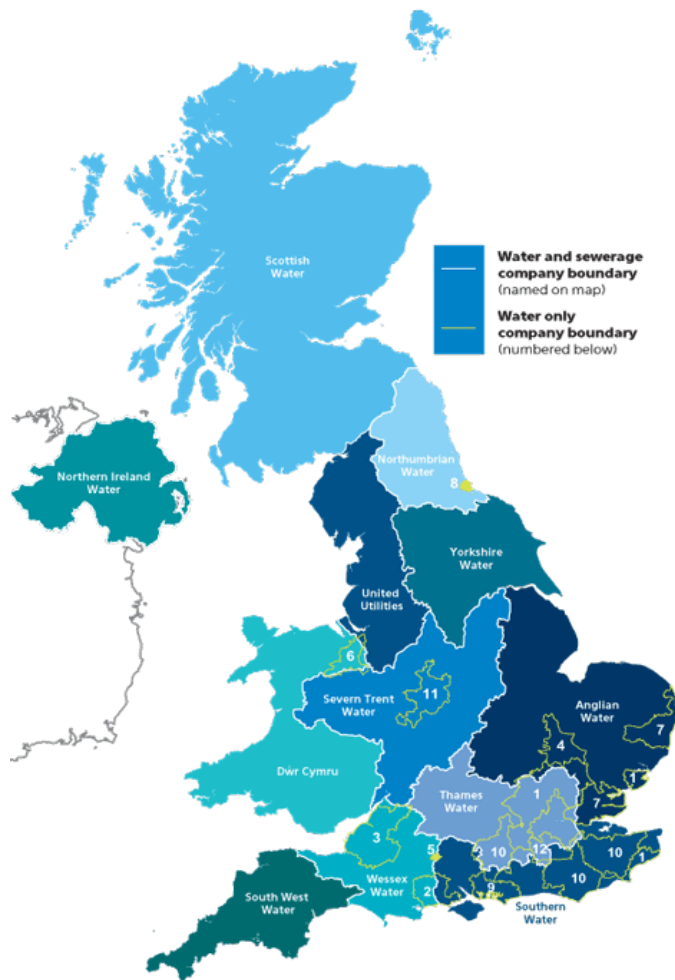 Scottish
Water
Water and sewerage
company boundary
(named on map)
Water only
company boundary
(numbered below)
Northumbrian
Water
8
Northern Ireland
Water
Yorkshire
Water
United
Utilities
6
11
Severn Trent
Water
Anglian
Water
7
4
1
Dŵr Cymru
Thames
Water
1
7
3
5
10
12
10
1
Wessex
Water
2
9
10
South West
Water
Southern
Water